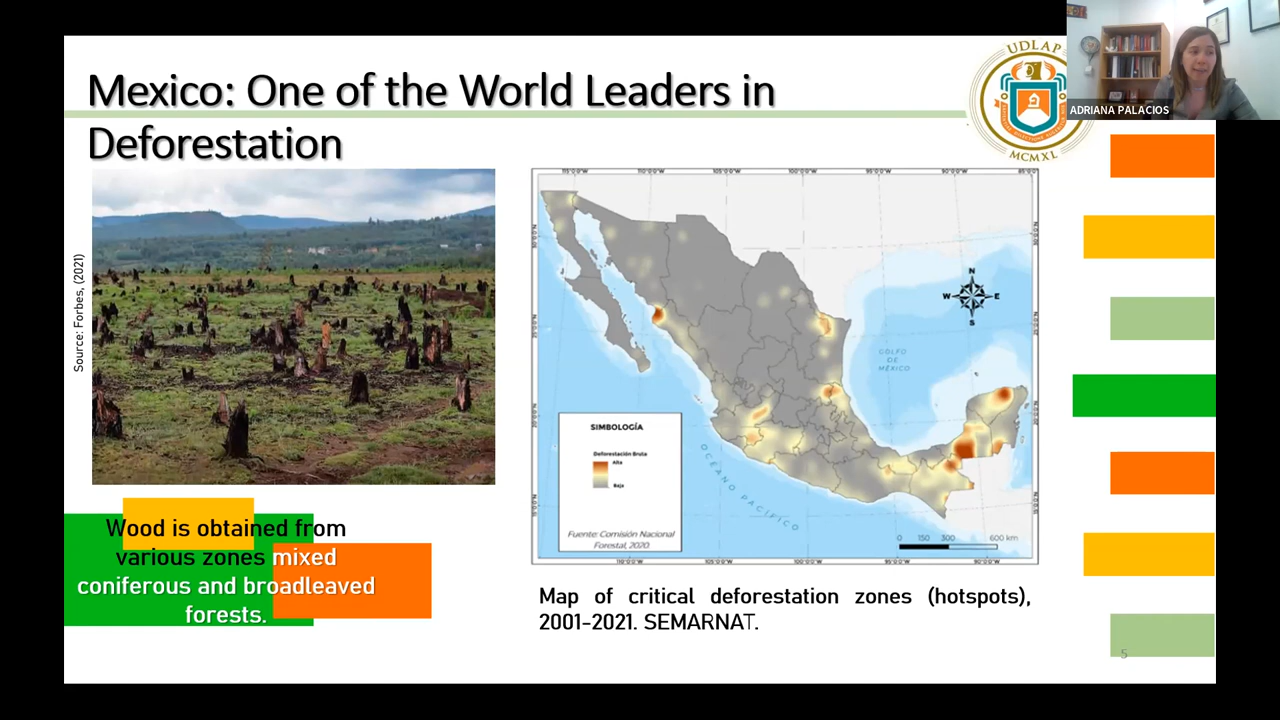 Mexico: One of the World Leaders in
Deforestation
UDLAP
MCMXL
ADRIANA PALACIOS
Source: Forbes, (2021)
Wood is obtained from
various zones mixed
coniferous and broadleaved
forests.
N
W E
S
GOLFO
DE
MÉXICO
OCÉANO PACÍFICO
SIMBOLOGÍA
Deforestación Bruta
Alta
Baja
Fuente: Comisión Nacional
Forestal, 2020.
0 150 300 600 km
Map of critical deforestation zones (hotspots),
2001-2021. SEMARNAT.
5